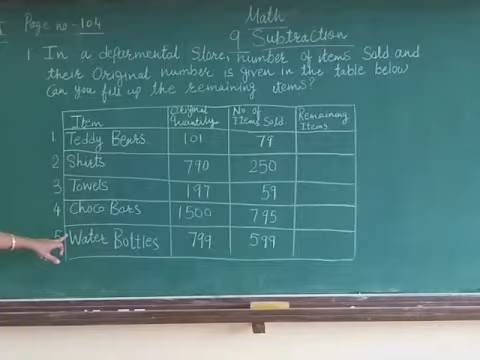 Math
Page no - 104
9 Subtraction
1 In a deparmental Store, number of items Sold and
their Original number is given in the table below
Can you fill up the remaining items?
Item Original Quantity No. of Items Sold Remaining Items
1 Teddy Bears 101 79
2 Shirts 790 250
3 Towels 197 59
4 Choco Bars 1500 795
5 Water Bottles 799 599